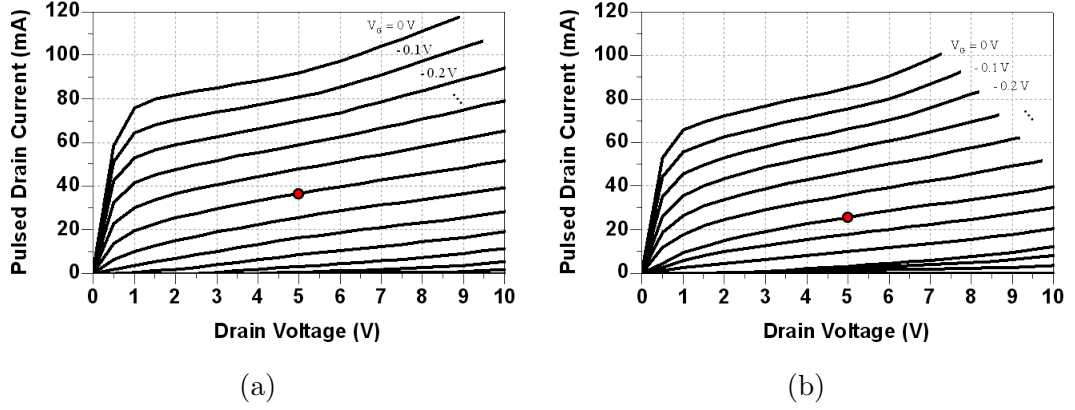 120
100
80
60
40
20
0
Pulsed Drain Current (mA)
V_G = 0 V
-0.1 V
-0.2 V
0 1 2 3 4 5 6 7 8 9 10
Drain Voltage (V)
(a)
120
100
80
60
40
20
0
Pulsed Drain Current (mA)
V_G = 0 V
-0.1 V
-0.2 V
0 1 2 3 4 5 6 7 8 9 10
Drain Voltage (V)
(b)